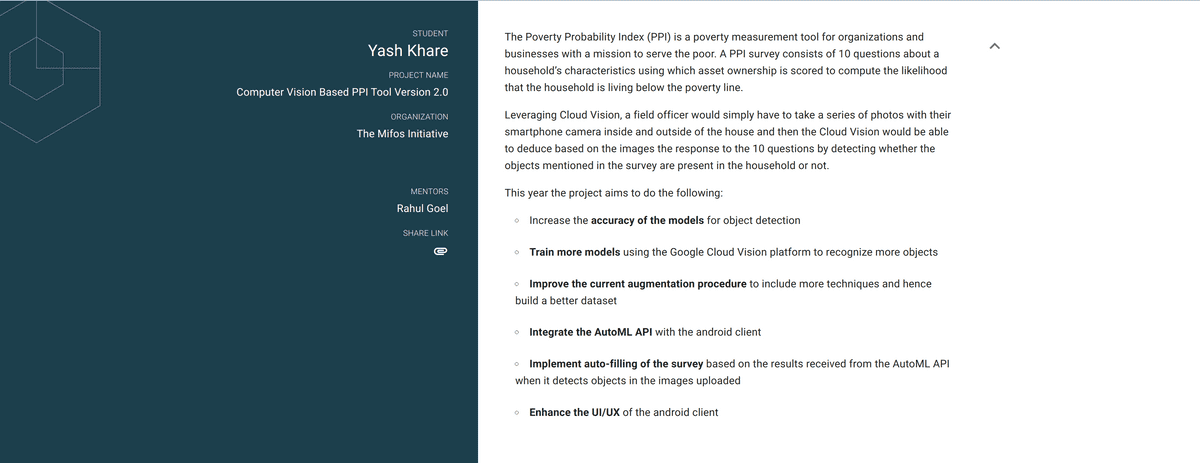 STUDENT
Yash Khare
PROJECT NAME
Computer Vision Based PPI Tool Version 2.0
ORGANIZATION
The Mifos Initiative
MENTORS
Rahul Goel
SHARE LINK
The Poverty Probability Index (PPI) is a poverty measurement tool for organizations and
businesses with a mission to serve the poor. A PPI survey consists of 10 questions about a
household's characteristics using which asset ownership is scored to compute the likelihood
that the household is living below the poverty line.
Leveraging Cloud Vision, a field officer would simply have to take a series of photos with their
smartphone camera inside and outside of the house and then the Cloud Vision would be able
to deduce based on the images the response to the 10 questions by detecting whether the
objects mentioned in the survey are present in the household or not.
This year the project aims to do the following:
Increase the accuracy of the models for object detection
Train more models using the Google Cloud Vision platform to recognize more objects
Improve the current augmentation procedure to include more techniques and hence
build a better dataset
Integrate the AutoML API with the android client
Implement auto-filling of the survey based on the results received from the AutoML API
when it detects objects in the images uploaded
Enhance the UI/UX of the android client